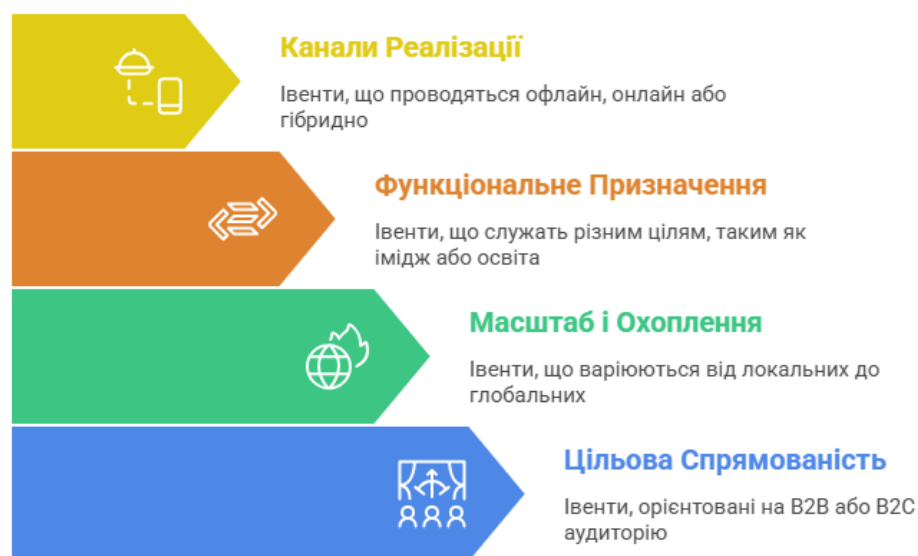 Канали Реалізації
Івенти, що проводяться офлайн, онлайн або
гібридно
Функціональне Призначення
Івенти, що служать різним цілям, таким як
імідж або освіта
Масштаб і Охоплення
Івенти, що варіюються від локальних до
глобальних
Цільова Спрямованість
Івенти, орієнтовані на B2B або B2C
аудиторію